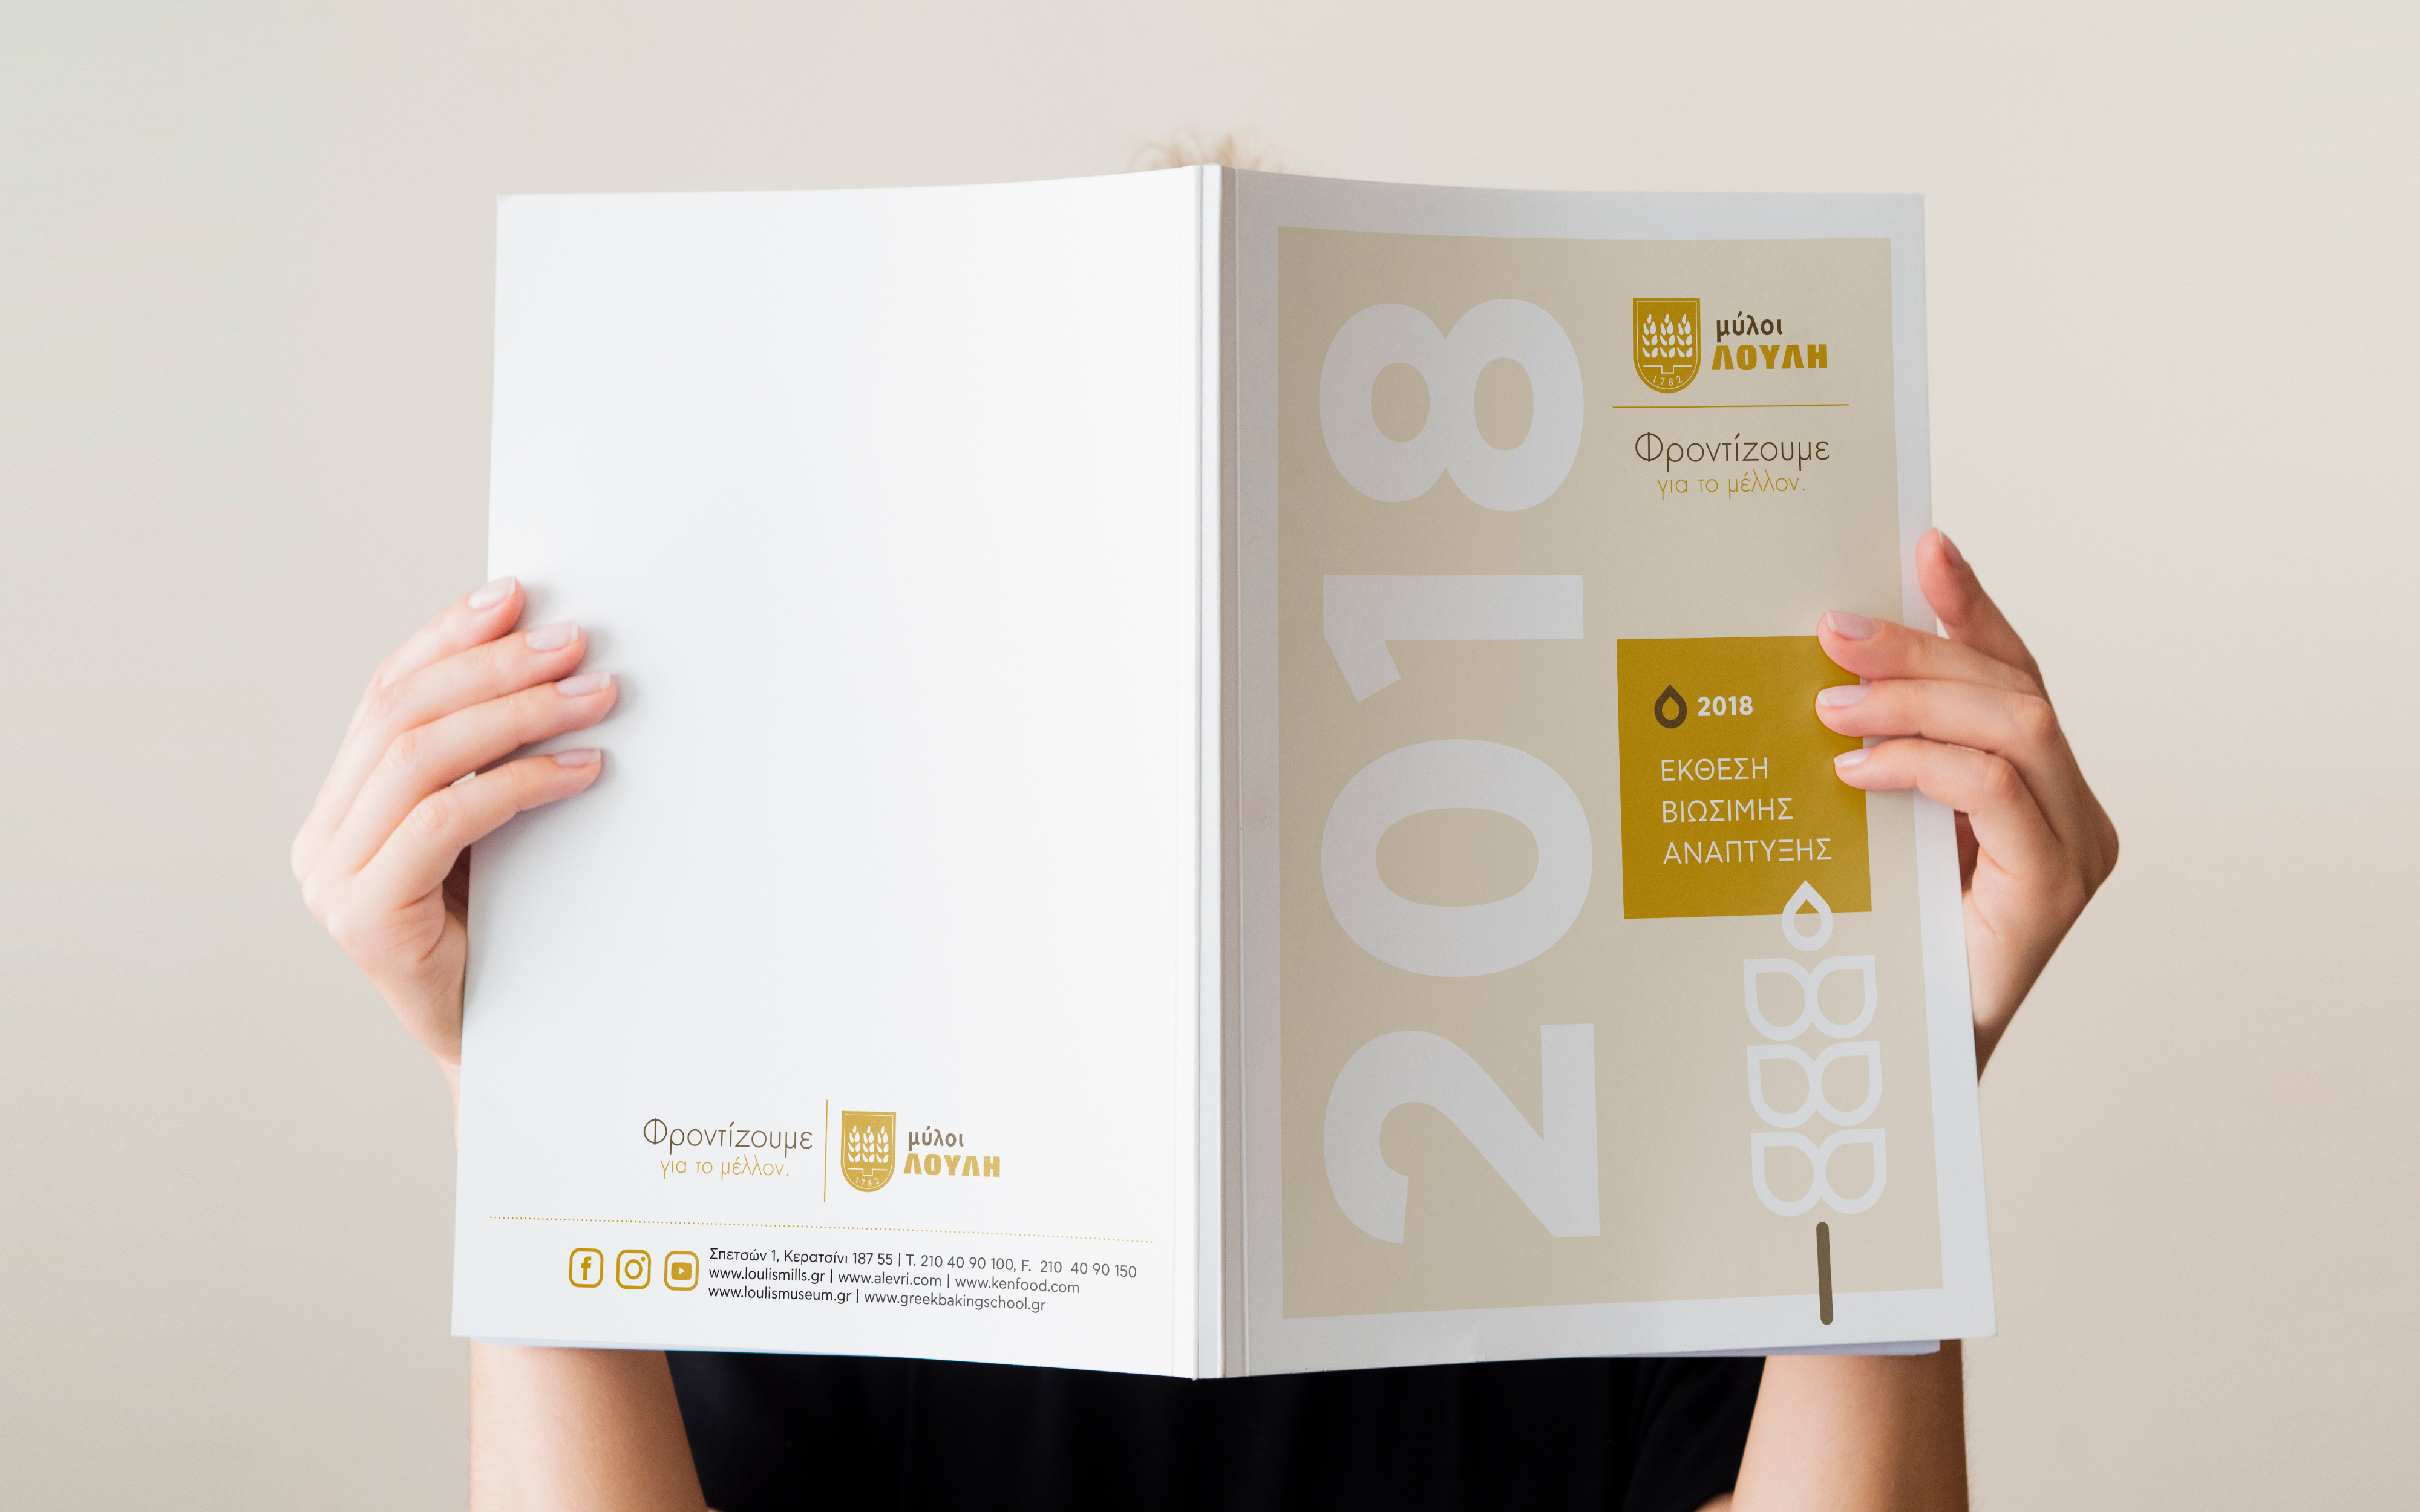 Φροντίζουμε
για το μέλλον.
1782
μύλοι
ΛΟΥΛΗ
Σπετσών 1, Κερατσίνι 187 55 | Τ. 210 40 90 100, F. 210 40 90 150
www.loulismills.gr | www.alevri.com | www.kenfood.com
www.loulismuseum.gr | www.greekbakingschool.gr
2018
1782
μύλοι
ΛΟΥΛΗ
Φροντίζουμε
για το μέλλον.
2018
ΕΚΘΕΣΗ
ΒΙΩΣΙΜΗΣ
ΑΝΑΠΤΥΞΗΣ